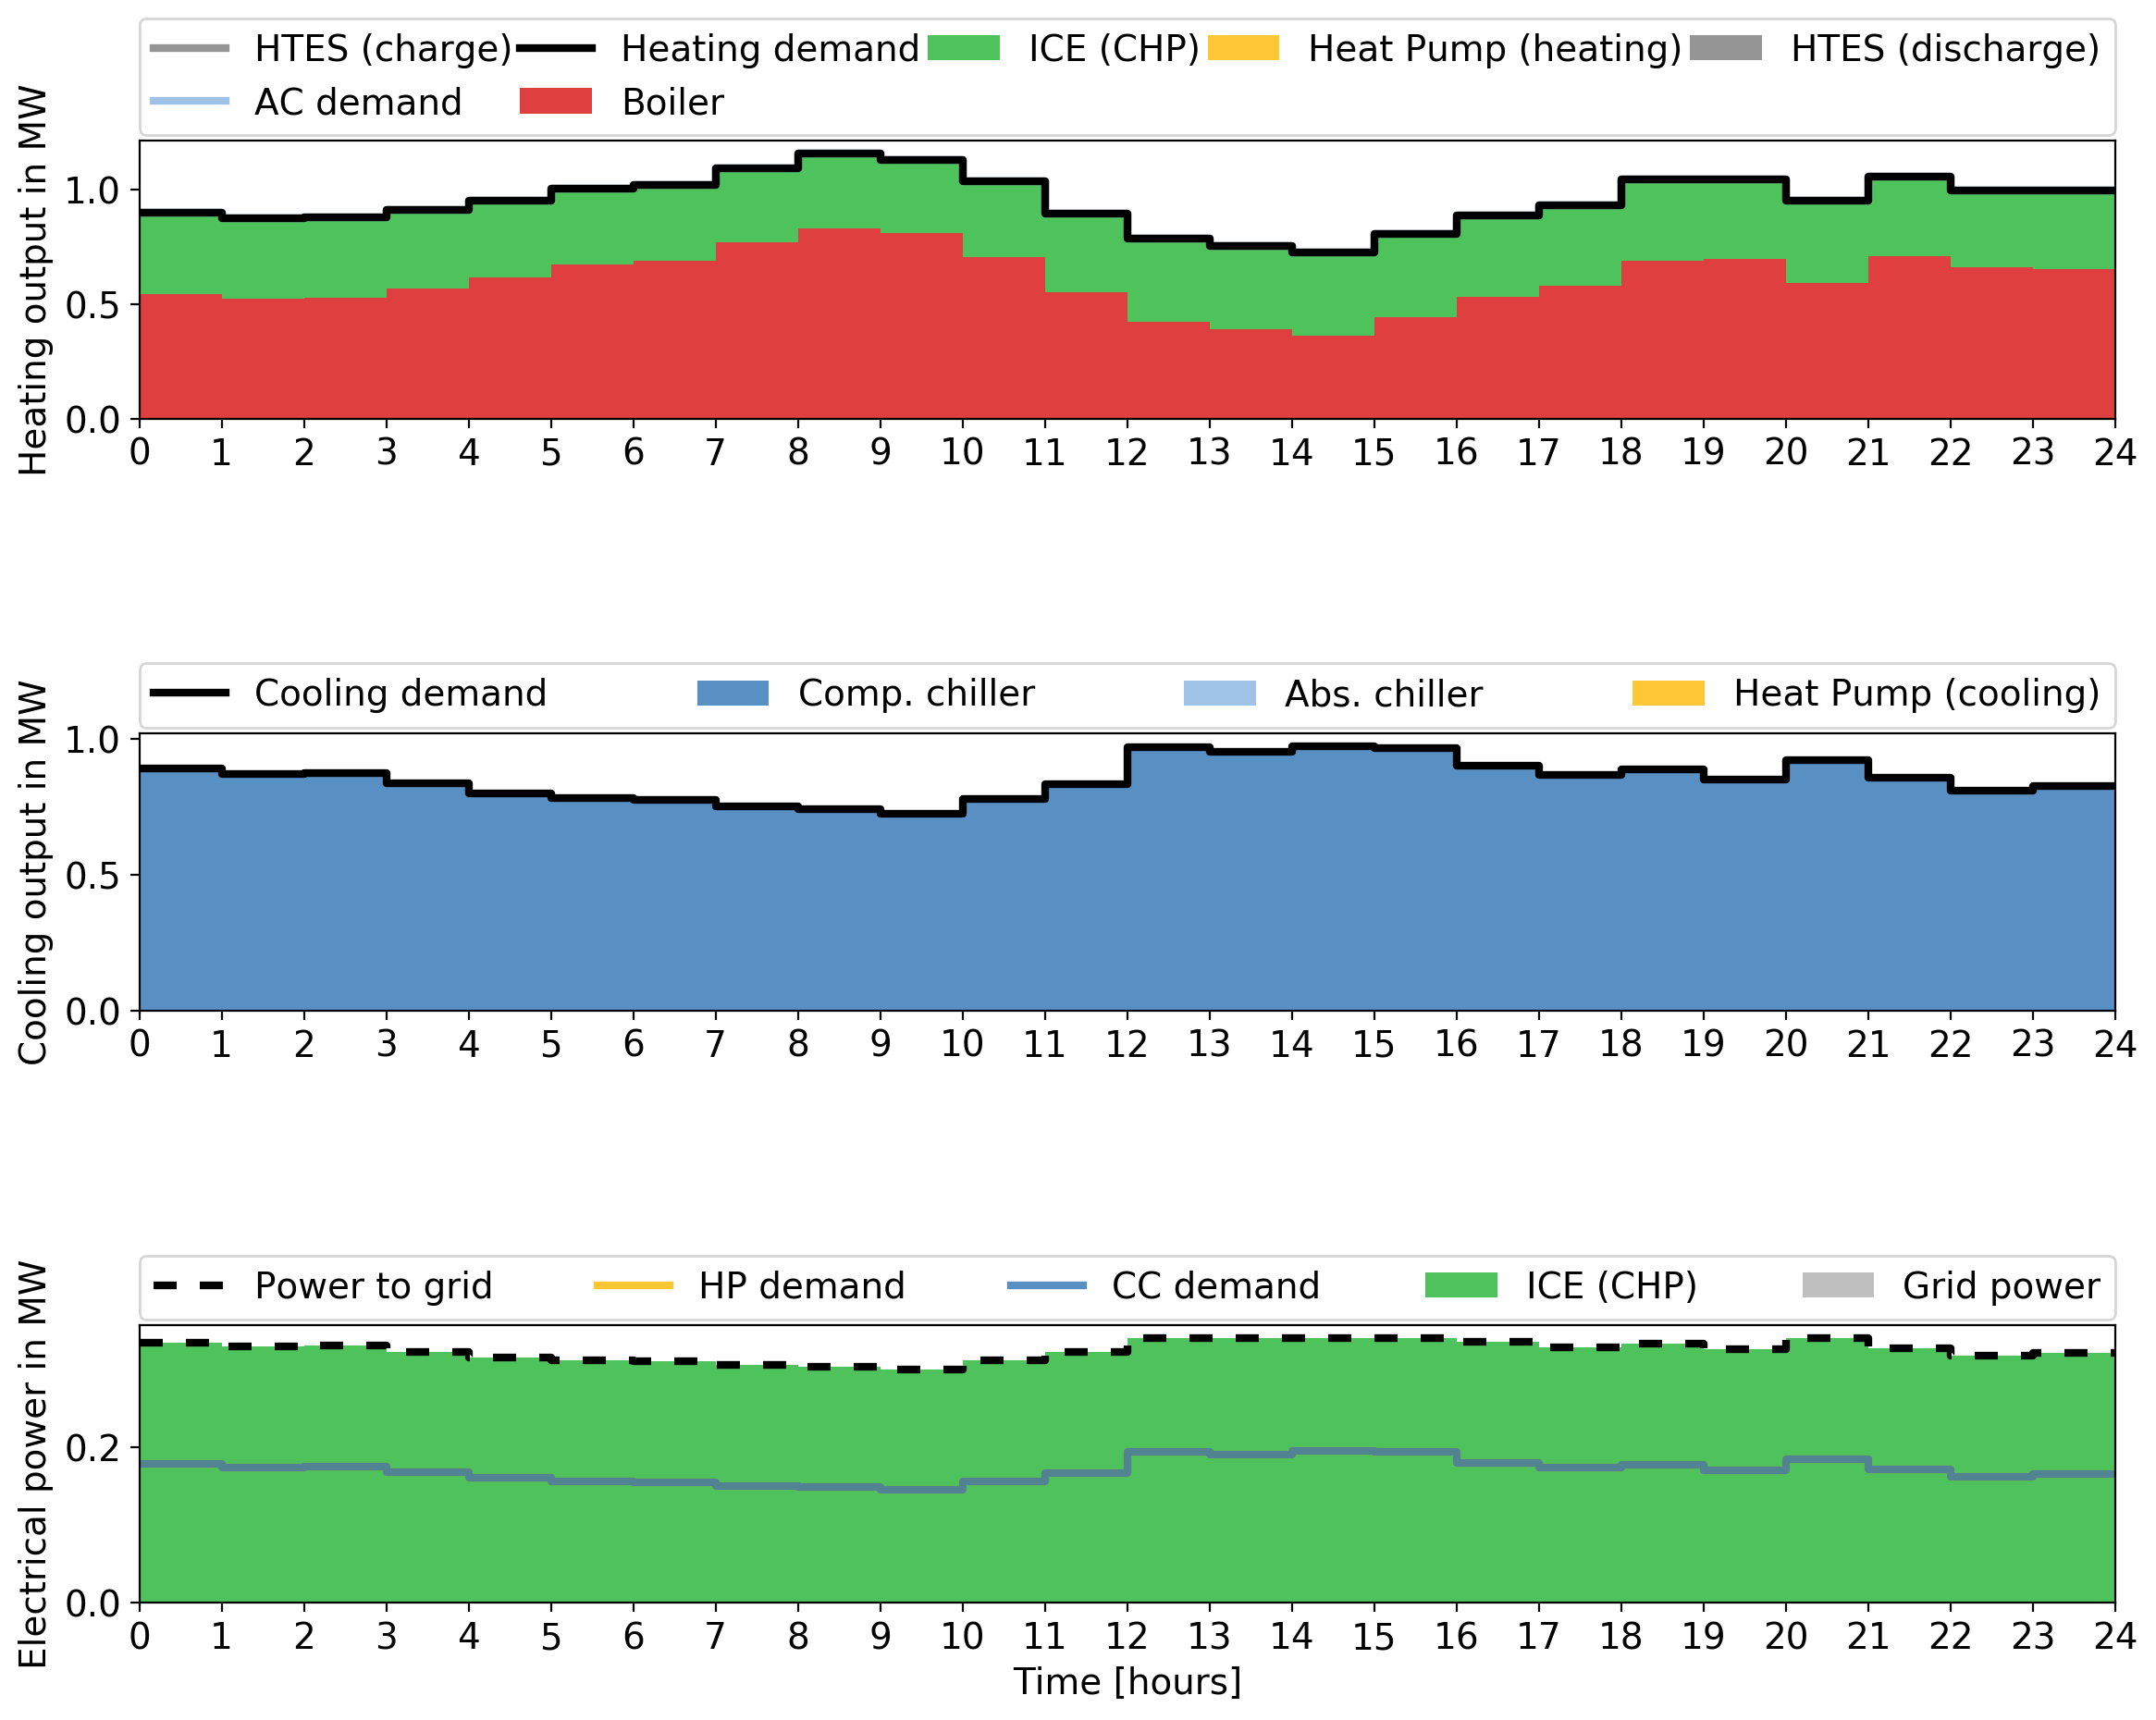 HTES (charge) Heating demand ICE (CHP) Heat Pump (heating) HTES (discharge)
AC demand Boiler
Heating output in MW
1.0
0.5
0.0
0 1 2 3 4 5 6 7 8 9 10 11 12 13 14 15 16 17 18 19 20 21 22 23 24
Cooling demand Comp. chiller Abs. chiller Heat Pump (cooling)
Cooling output in MW
1.0
0.5
0.0
0 1 2 3 4 5 6 7 8 9 10 11 12 13 14 15 16 17 18 19 20 21 22 23 24
Power to grid HP demand CC demand ICE (CHP) Grid power
Electrical power in MW
0.2
0.0
0 1 2 3 4 5 6 7 8 9 10 11 12 13 14 15 16 17 18 19 20 21 22 23 24
Time [hours]